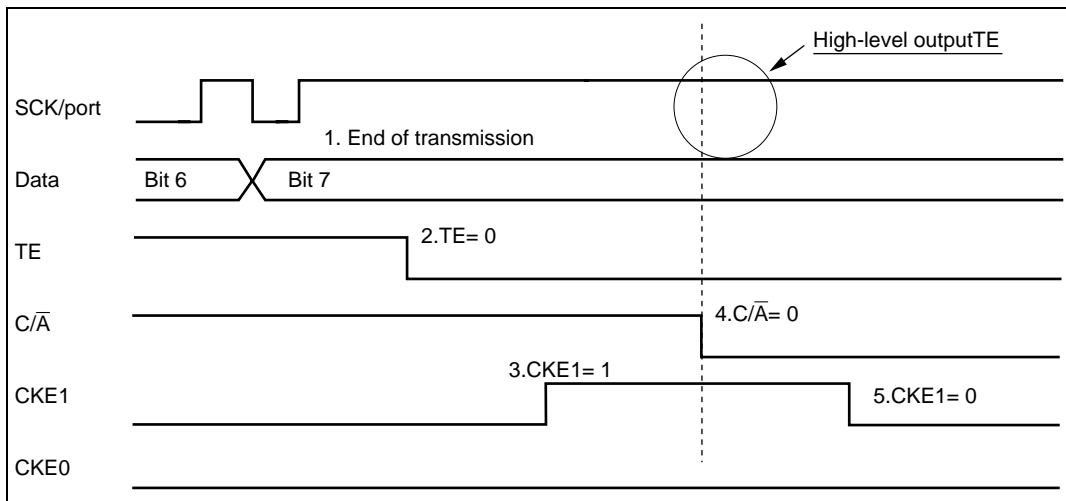 High-level outputTE
SCK/port
1. End of transmission
Data Bit 6 Bit 7
TE 2.TE= 0
C/A̅ 4.C/A̅= 0
3.CKE1= 1
CKE1 5.CKE1= 0
CKE0